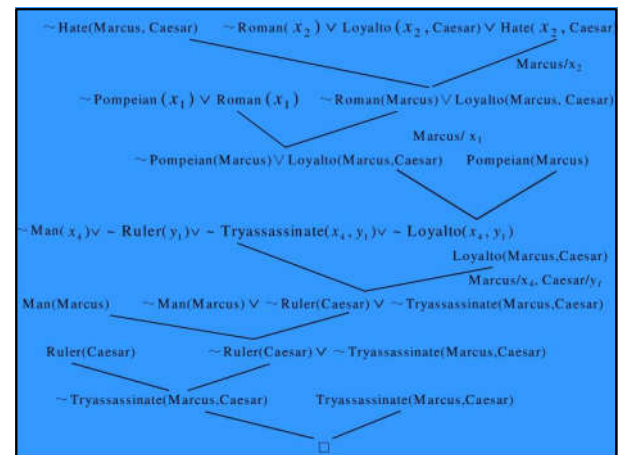 ~Hate(Marcus, Caesar) ~Roman(x₂) ∨ Loyalto(x₂, Caesar) ∨ Hate(x₂, Caesar
Marcus/x₂
~Pompeian(x₁) ∨ Roman(x₁) ~Roman(Marcus) ∨ Loyalto(Marcus, Caesar)
Marcus/ x₁
~Pompeian(Marcus) ∨ Loyalto(Marcus,Caesar) Pompeian(Marcus)
~Man(x₄)∨ ~ Ruler(y₁)∨ ~ Tryassassinate(x₄, y₁)∨ ~ Loyalto(x₄, y₁)
Loyalto(Marcus,Caesar)
Marcus/x₄, Caesar/y₁
Man(Marcus) ~Man(Marcus) ∨ ~Ruler(Caesar) ∨ ~Tryassassinate(Marcus,Caesar)
Ruler(Caesar) ~Ruler(Caesar) ∨ ~Tryassassinate(Marcus,Caesar)
~Tryassassinate(Marcus,Caesar) Tryassassinate(Marcus,Caesar)
□